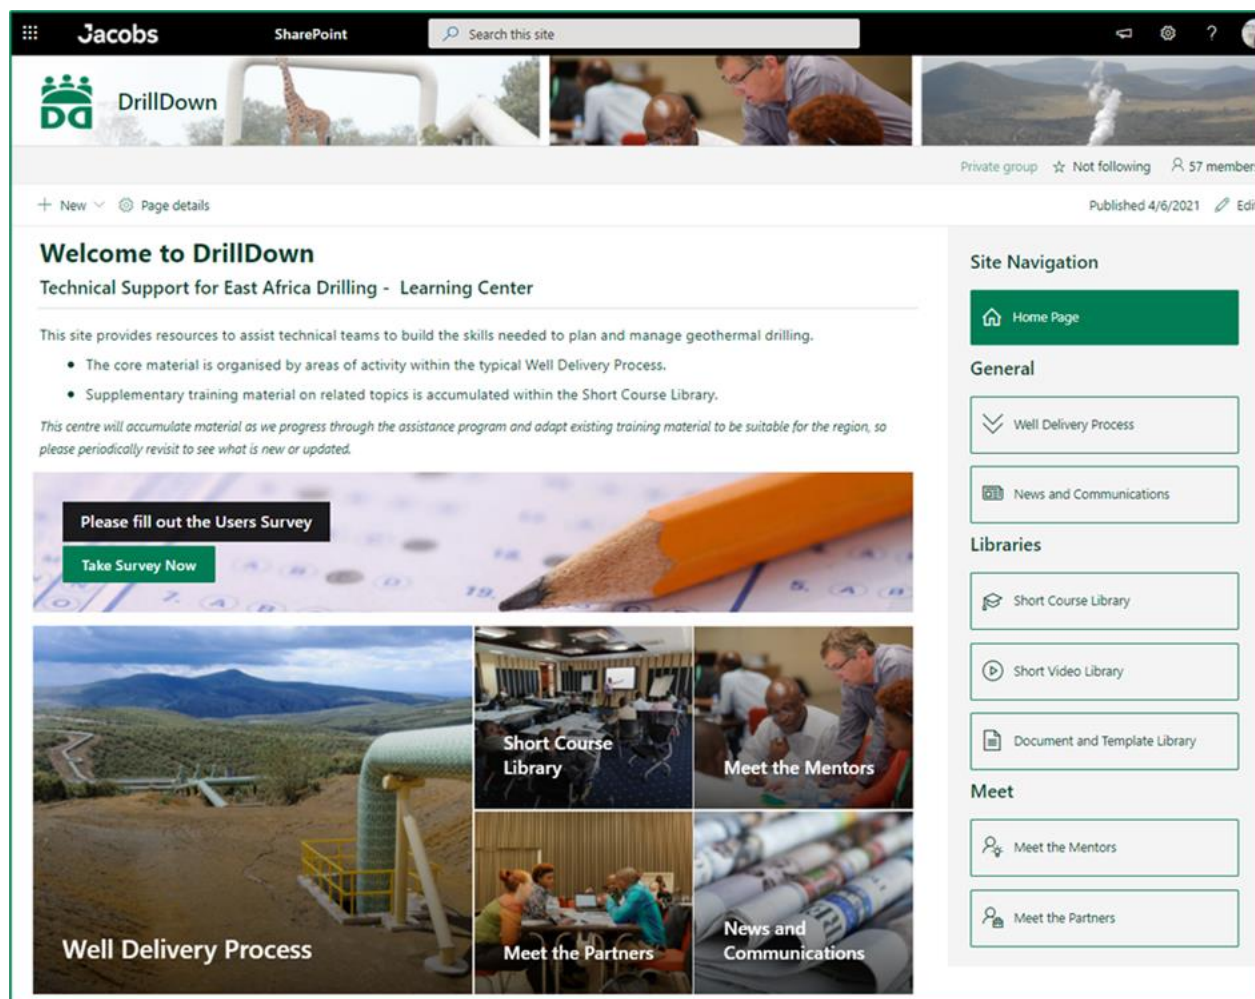 Jacobs
SharePoint
Search this site
?
DD
DrillDown
Private group
Not following
57 members
+ New
Page details
Published 4/6/2021
Edit
Welcome to DrillDown
Technical Support for East Africa Drilling - Learning Center
This site provides resources to assist technical teams to build the skills needed to plan and manage geothermal drilling.
• The core material is organised by areas of activity within the typical Well Delivery Process.
• Supplementary training material on related topics is accumulated within the Short Course Library.
This centre will accumulate material as we progress through the assistance program and adapt existing training material to be suitable for the region, so
please periodically revisit to see what is new or updated.
Please fill out the Users Survey
Take Survey Now
7.
19.
5.
Short Course
Library
Meet the Mentors
Well Delivery Process
Meet the Partners
News and
Communications
Site Navigation
Home Page
General
Well Delivery Process
News and Communications
Libraries
Short Course Library
Short Video Library
Document and Template Library
Meet
Meet the Mentors
Meet the Partners